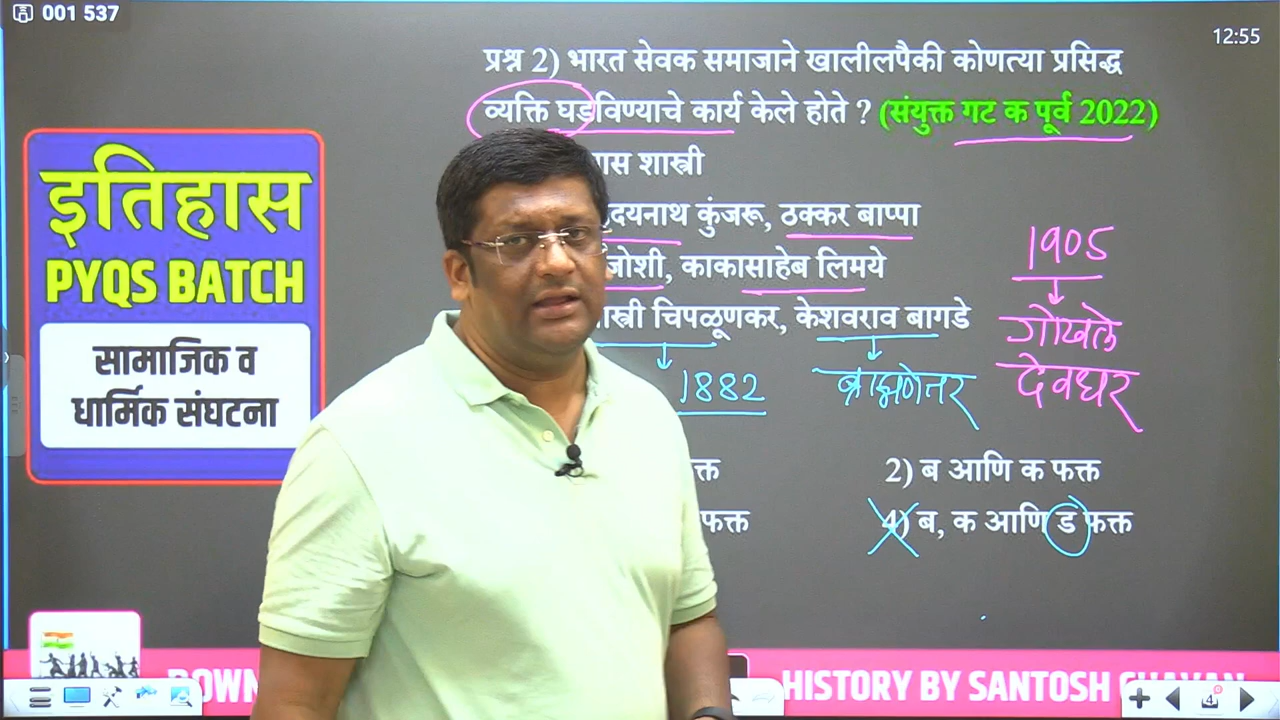 001 537
12:55
प्रश्न 2) भारत सेवक समाजाने खालीलपैकी कोणत्या प्रसिद्ध
व्यक्ति घडविण्याचे कार्य केले होते ? (संयुक्त गट क पूर्व 2022)
शास्त्री
कुंजरू, ठक्कर बाप्पा
जोशी, काकासाहेब लिमये
चिपळूणकर, केशवराव बागडे
1905
गोखले
देवधर
1882
ब्राह्मणेतर
2) ब आणि क फक्त
फक्त
4) ब, क आणि ड फक्त
इतिहास
PYQS BATCH
सामाजिक व
धार्मिक संघटना
HISTORY BY SANTOSH
4